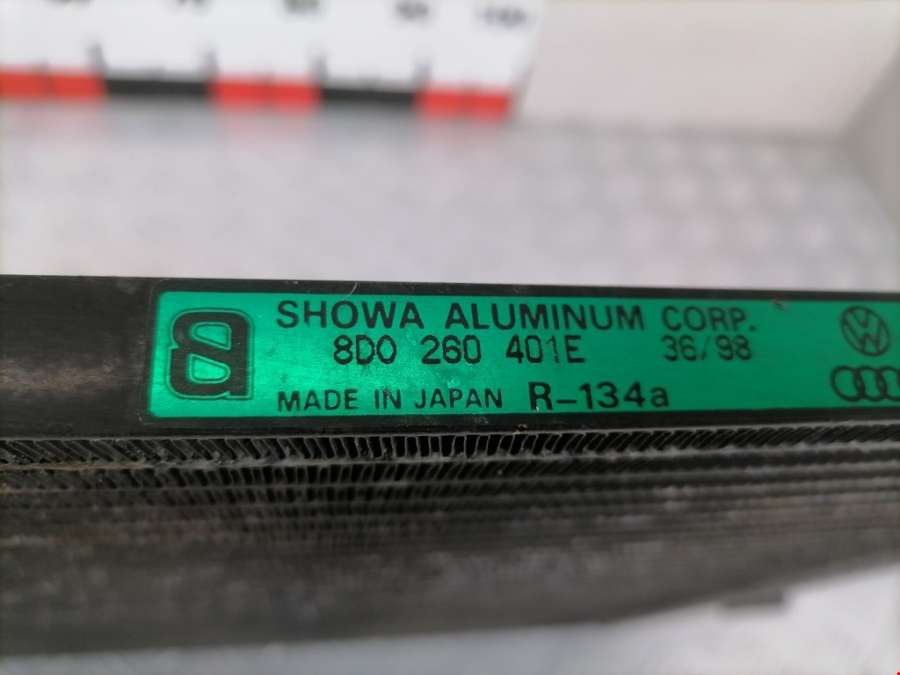 SHOWA ALUMINUM CORP.
8D0 260 401E 36/98
MADE IN JAPAN R-134a